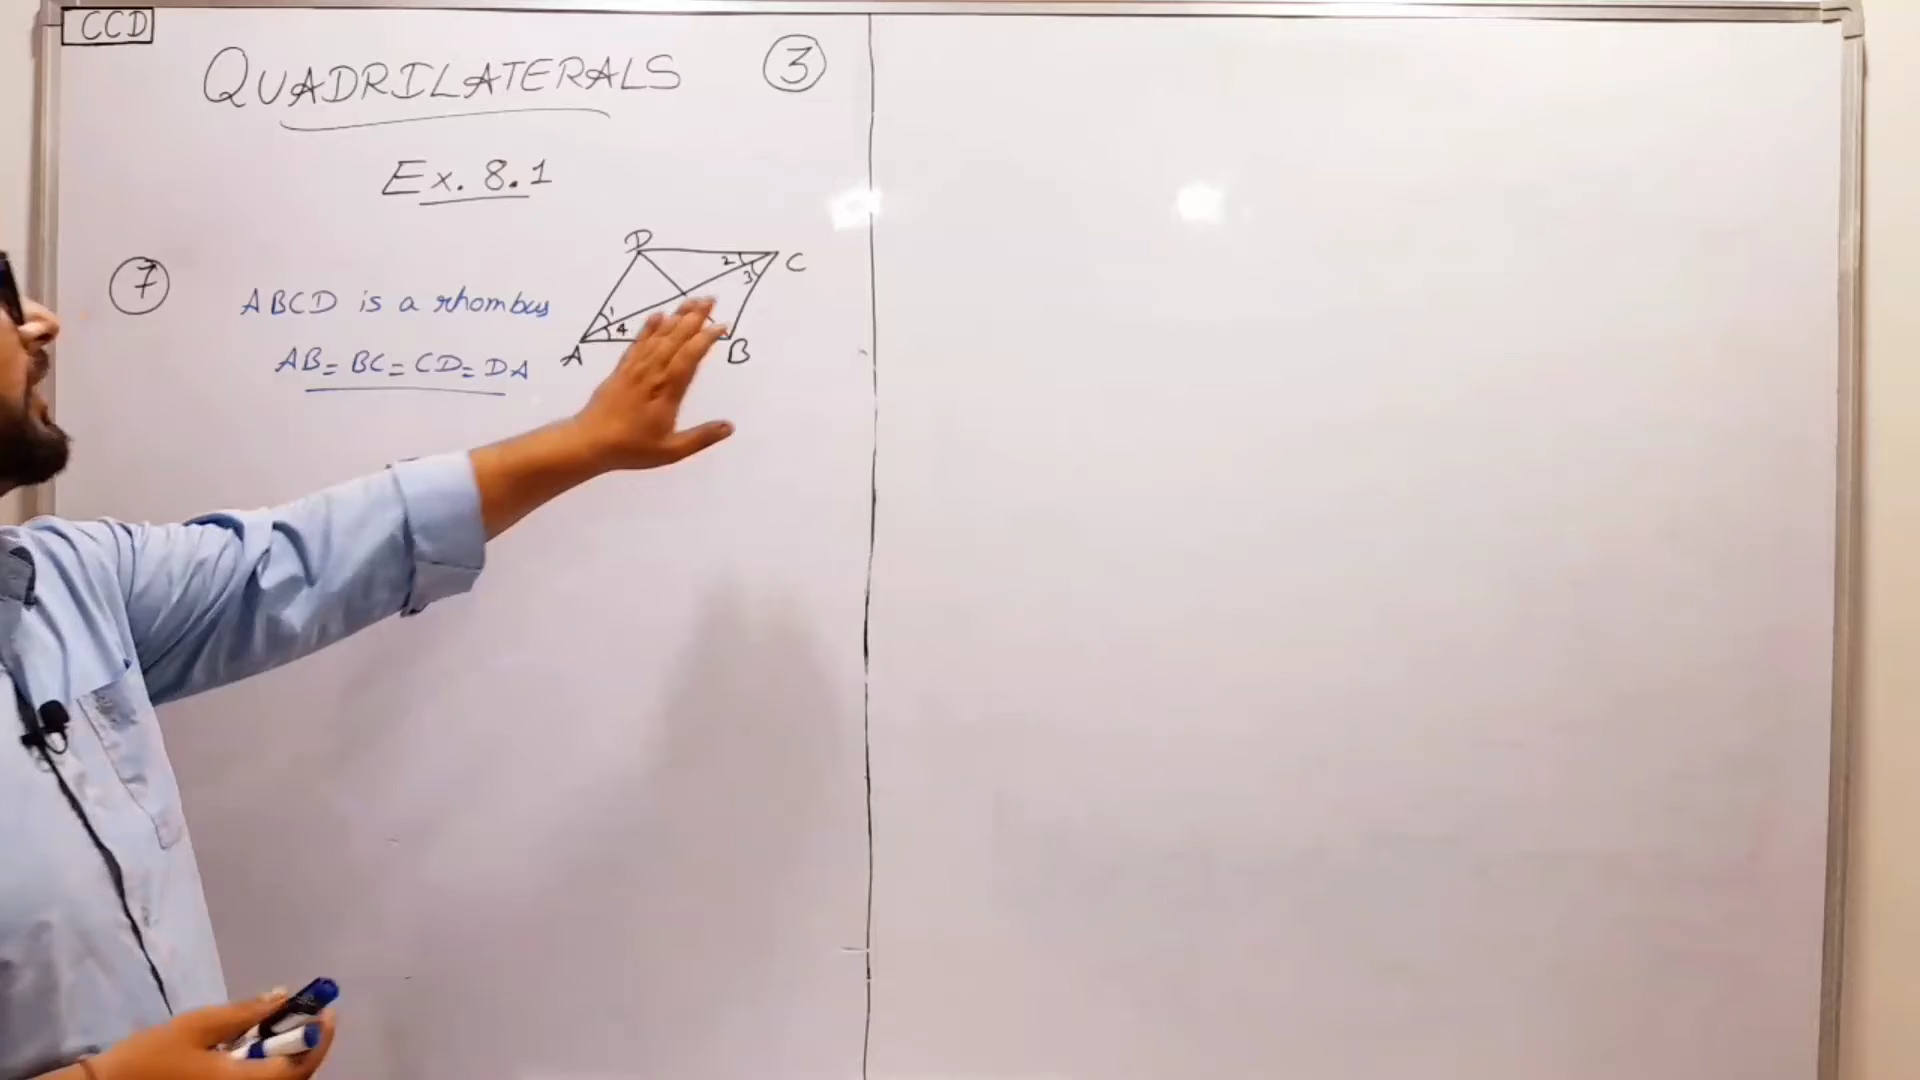 CCD
QUADRILATERALS
3
Ex. 8.1
7
ABCD is a rhombus
AB = BC = CD = DA
D
C
2
3
1
4
A
B